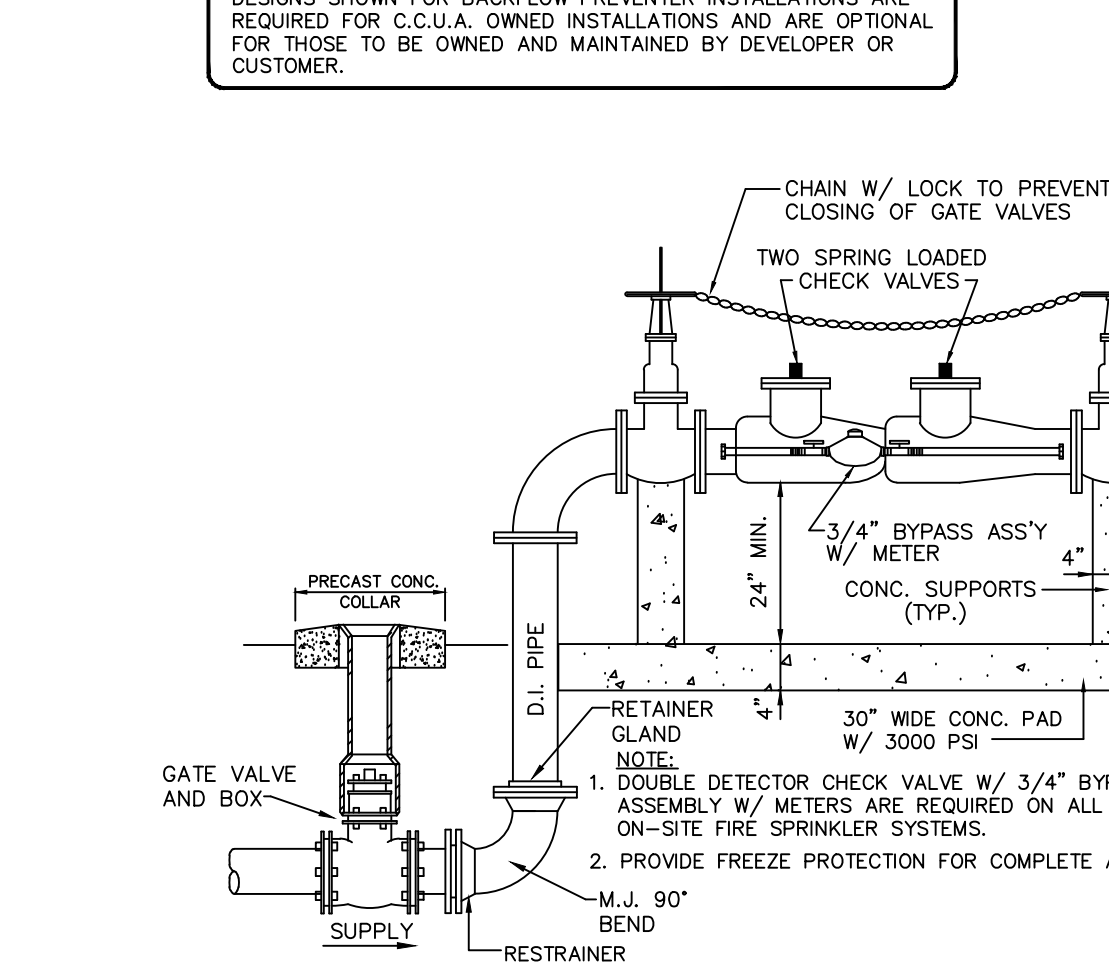 DESIGNS SHOWN FOR BACKFLOW PREVENTER INSTALLATIONS ARE
REQUIRED FOR C.C.U.A. OWNED INSTALLATIONS AND ARE OPTIONAL
FOR THOSE TO BE OWNED AND MAINTAINED BY DEVELOPER OR
CUSTOMER.
CHAIN W/ LOCK TO PREVENT
CLOSING OF GATE VALVES
TWO SPRING LOADED
CHECK VALVES
3/4" BYPASS ASS'Y
W/ METER
24" MIN.
4"
CONC. SUPPORTS
(TYP.)
PRECAST CONC.
COLLAR
D.I. PIPE
4"
30" WIDE CONC. PAD
W/ 3000 PSI
RETAINER
GLAND
GATE VALVE
AND BOX
NOTE:
1. DOUBLE DETECTOR CHECK VALVE W/ 3/4"
ASSEMBLY W/ METERS ARE REQUIRED ON ALL
ON-SITE FIRE SPRINKLER SYSTEMS.
2. PROVIDE FREEZE PROTECTION FOR COMPLETE
M.J. 90°
BEND
SUPPLY
RESTRAINER